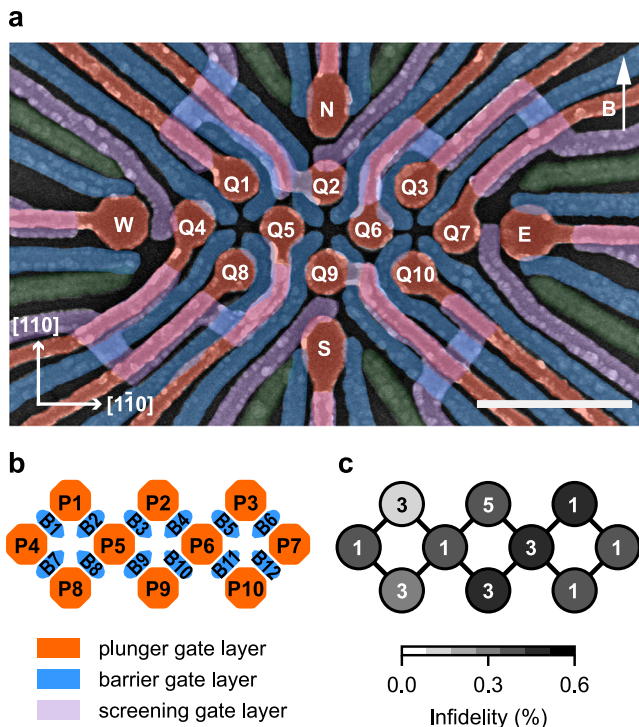 a
N
B
Q1
Q2
Q3
W
Q4
Q5
Q6
Q7
E
Q8
Q9
Q10
S
[110]
[11̄0]
b
P1
P2
P3
B1
B2
B3
B4
B5
B6
P4
P5
P6
P7
B7
B8
B9
B10
B11
B12
P8
P9
P10
plunger gate layer
barrier gate layer
screening gate layer
c
3
5
1
1
1
3
1
3
3
1
0.0
0.3
0.6
Infidelity (%)